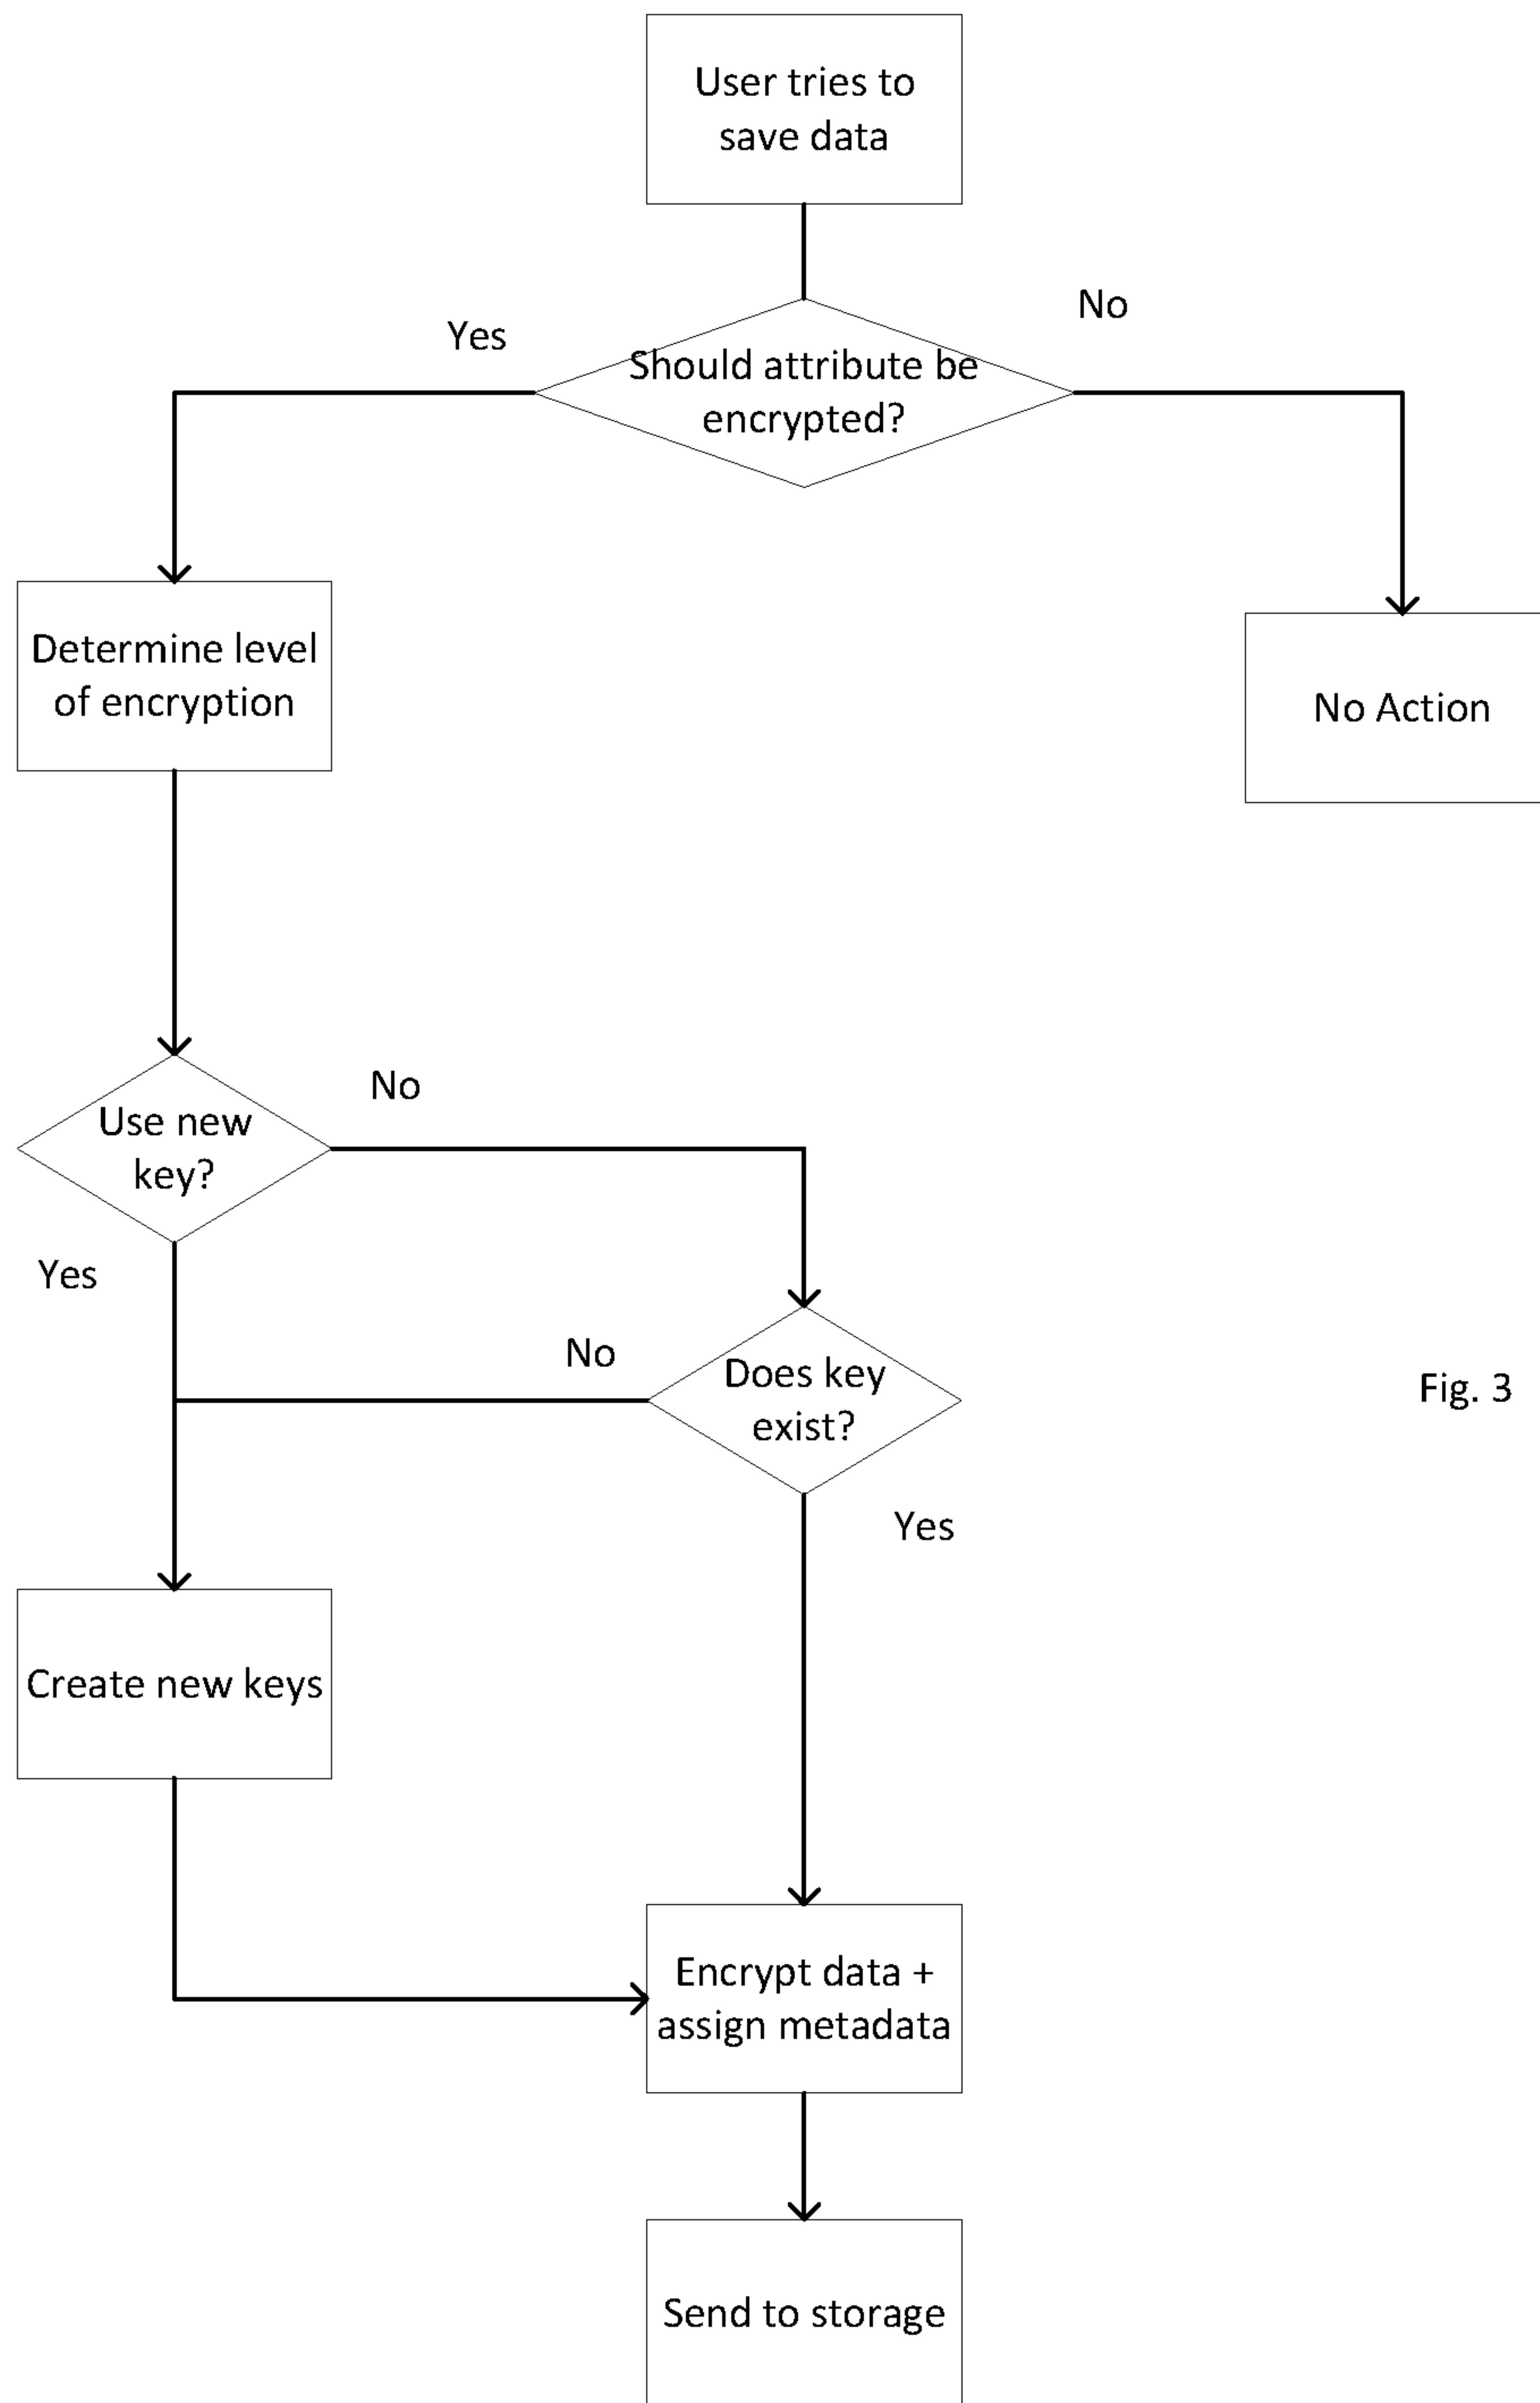 User tries to
save data
No
Yes
Should attribute be
encrypted?
Determine level
of encryption
No Action
No
Use new
key?
Yes
No
Does key
exist?
Fig. 3
Yes
Create new keys
Encrypt data +
assign metadata
Send to storage